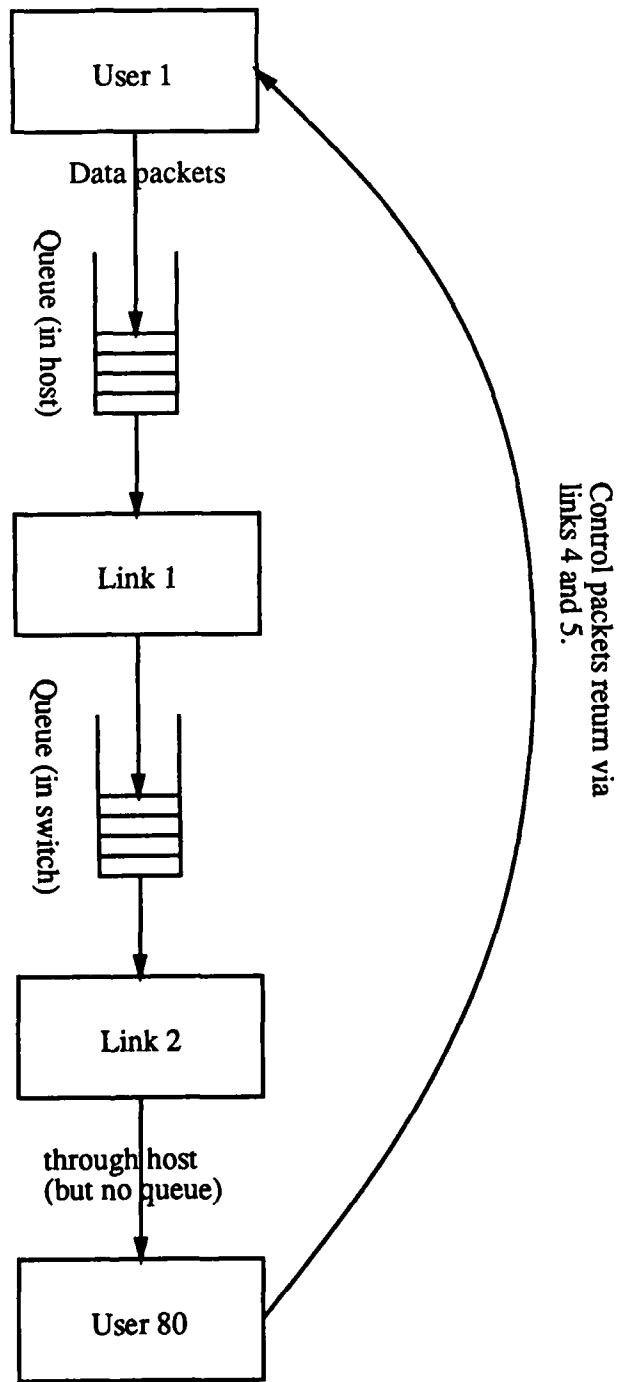 User 1
Data packets
Queue (in host)
Link 1
Control packets return via
links 4 and 5.
Queue (in switch)
Link 2
through host
(but no queue)
User 80